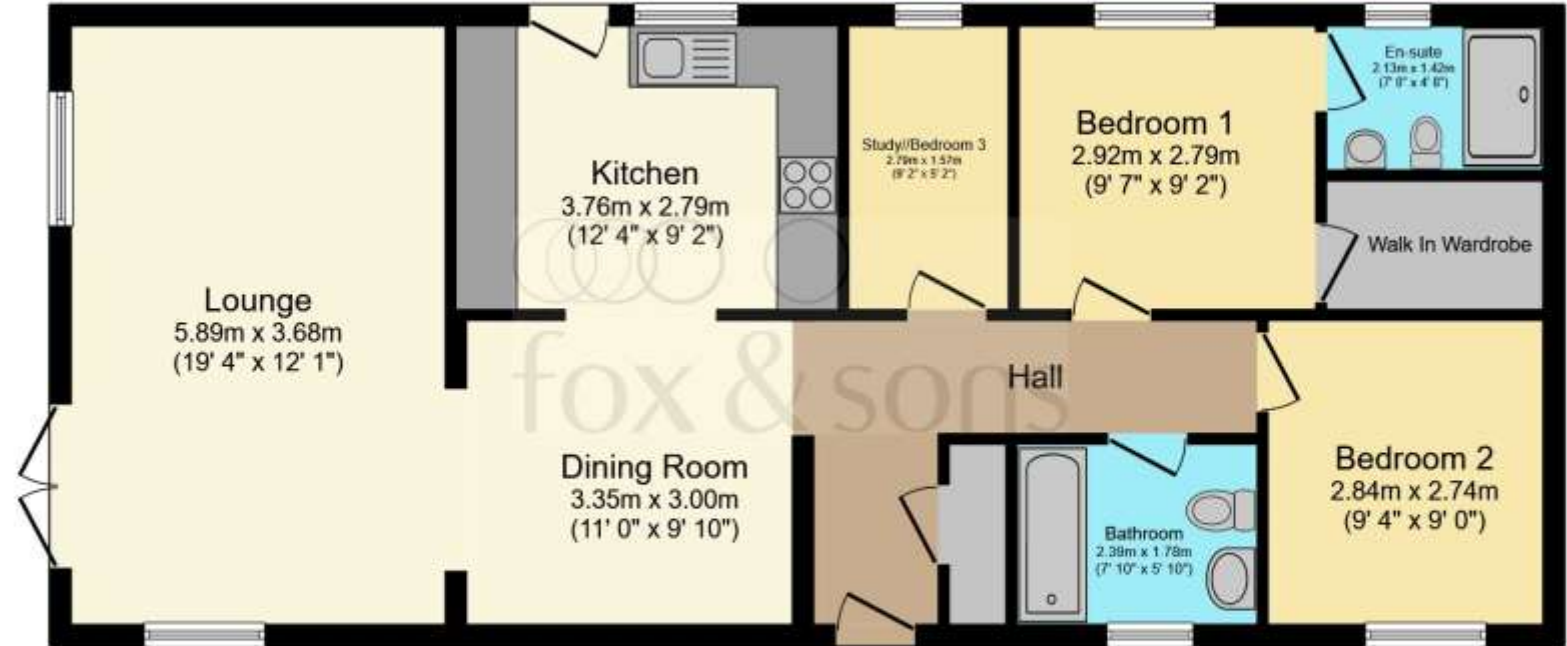 Lounge
5.89m x 3.68m
(19' 4" x 12' 1")
Kitchen
3.76m x 2.79m
(12' 4" x 9' 2")
Study//Bedroom 3
2.79m x 1.57m
(9' 2" x 5' 2")
Bedroom 1
2.92m x 2.79m
(9' 7" x 9' 2")
En-suite
2.13m x 1.42m
(7' 0" x 4' 8")
Walk In Wardrobe
Hall
fox & sons
Dining Room
3.35m x 3.00m
(11' 0" x 9' 10")
Bathroom
2.39m x 1.78m
(7' 10" x 5' 10")
Bedroom 2
2.84m x 2.74m
(9' 4" x 9' 0")